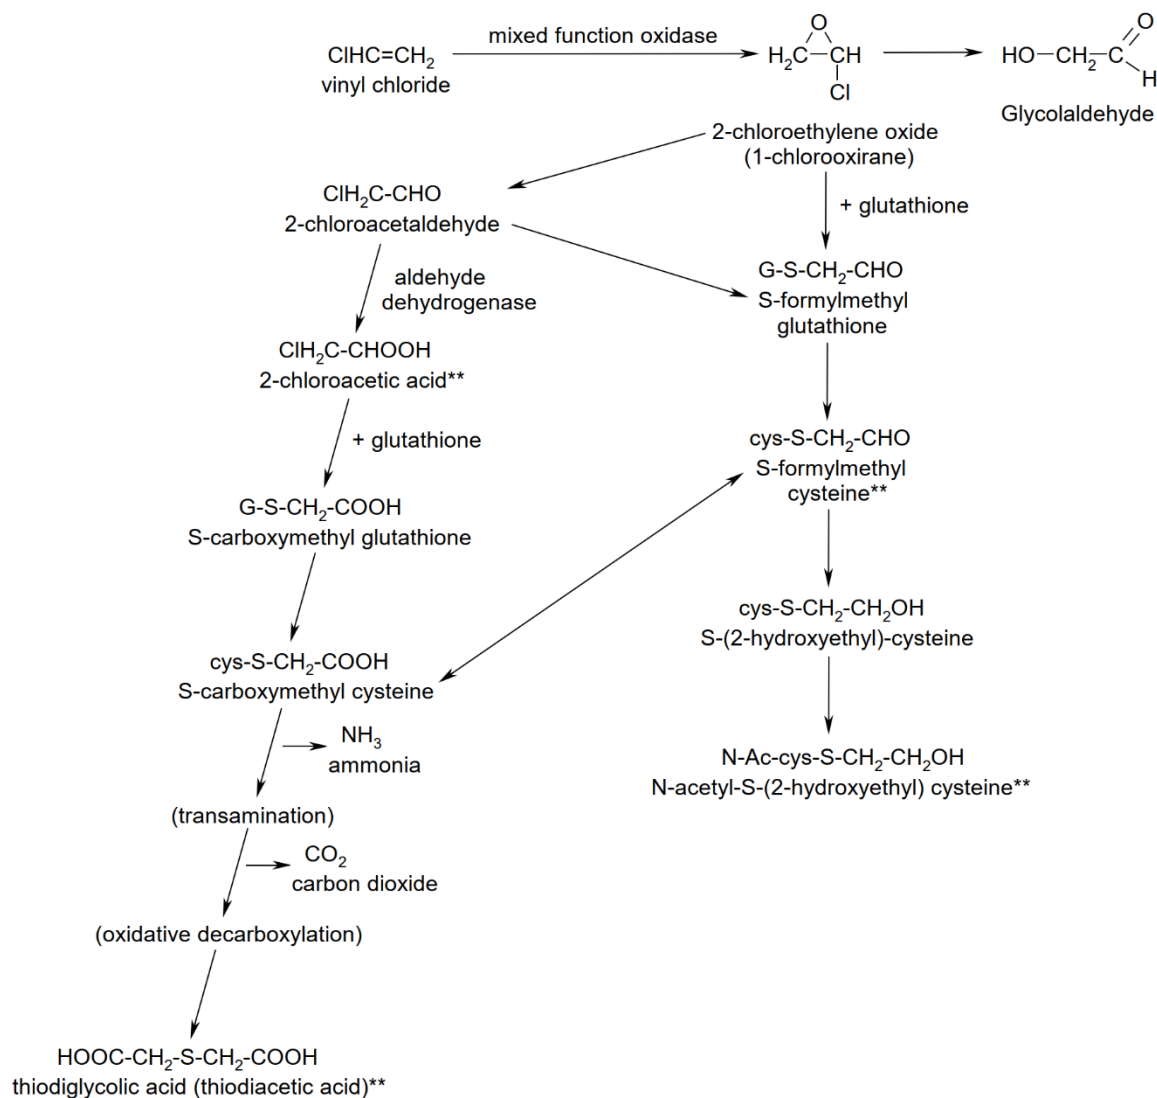 mixed function oxidase
ClHC=CH₂
vinyl chloride
O
H₂C
CH
Cl
2-chloroethylene oxide
(1-chlorooxirane)
HO
CH₂
C
O
H
Glycolaldehyde
ClH₂C-CHO
2-chloroacetaldehyde
+ glutathione
G-S-CH₂-CHO
S-formylmethyl
glutathione
aldehyde
dehydrogenase
ClH₂C-CHOOH
2-chloroacetic acid**
+ glutathione
cys-S-CH₂-CHO
S-formylmethyl
cysteine**
G-S-CH₂-COOH
S-carboxymethyl glutathione
cys-S-CH₂-CH₂OH
S-(2-hydroxyethyl)-cysteine
cys-S-CH₂-COOH
S-carboxymethyl cysteine
NH₃
ammonia
N-Ac-cys-S-CH₂-CH₂OH
N-acetyl-S-(2-hydroxyethyl) cysteine**
(transamination)
CO₂
carbon dioxide
(oxidative decarboxylation)
HOOC-CH₂-S-CH₂-COOH
thiodiglycolic acid (thiodiacetic acid)**